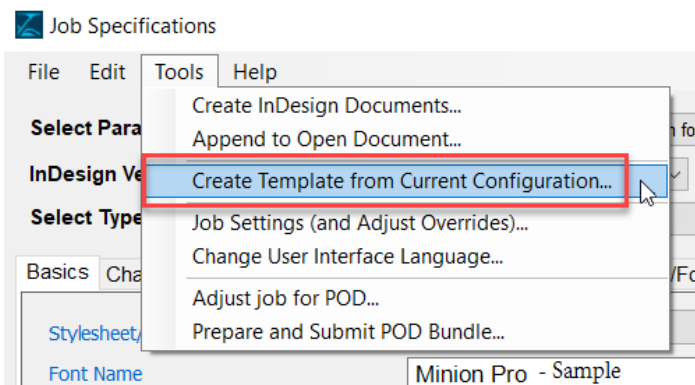 Job Specifications
File Edit Tools Help
Create InDesign Documents...
Select Para
Append to Open Document...
InDesign Ve
Create Template from Current Configuration...
Select Type
Job Settings (and Adjust Overrides)...
Change User Interface Language...
Basics Cha
Adjust job for POD...
Stylesheet/
Prepare and Submit POD Bundle...
Font Name Minion Pro - Sample